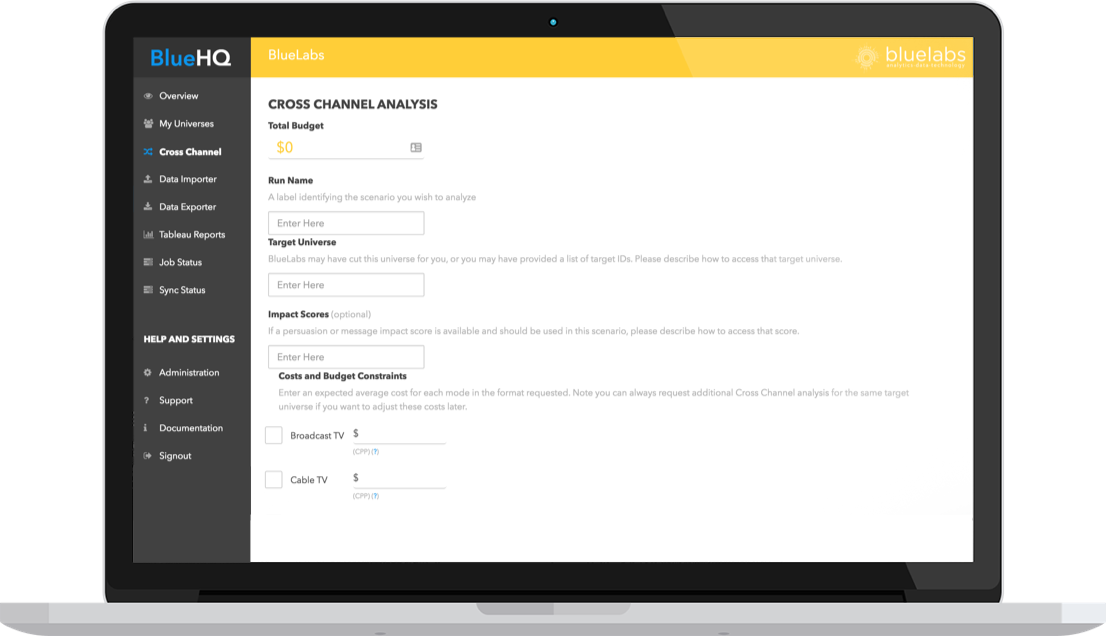 BlueHQ
BlueLabs
bluelabs
analytics data technology
Overview
My Universes
Cross Channel
Data Importer
Data Exporter
Tableau Reports
Job Status
Sync Status
HELP AND SETTINGS
Administration
? Support
i Documentation
Signout
CROSS CHANNEL ANALYSIS
Total Budget
$0
Run Name
A label identifying the scenario you wish to analyze
Enter Here
Target Universe
BlueLabs may have cut this universe for you, or you may have provided a list of target IDs. Please describe how to access that target universe.
Enter Here
Impact Scores (optional)
If a persuasion or message impact score is available and should be used in this scenario, please describe how to access that score.
Enter Here
Costs and Budget Constraints
Enter an expected average cost for each mode in the format requested. Note you can always request additional Cross Channel analysis for the same target
universe if you want to adjust these costs later.
Broadcast TV $
(CPP) (?)
Cable TV $
(CPP) (?)